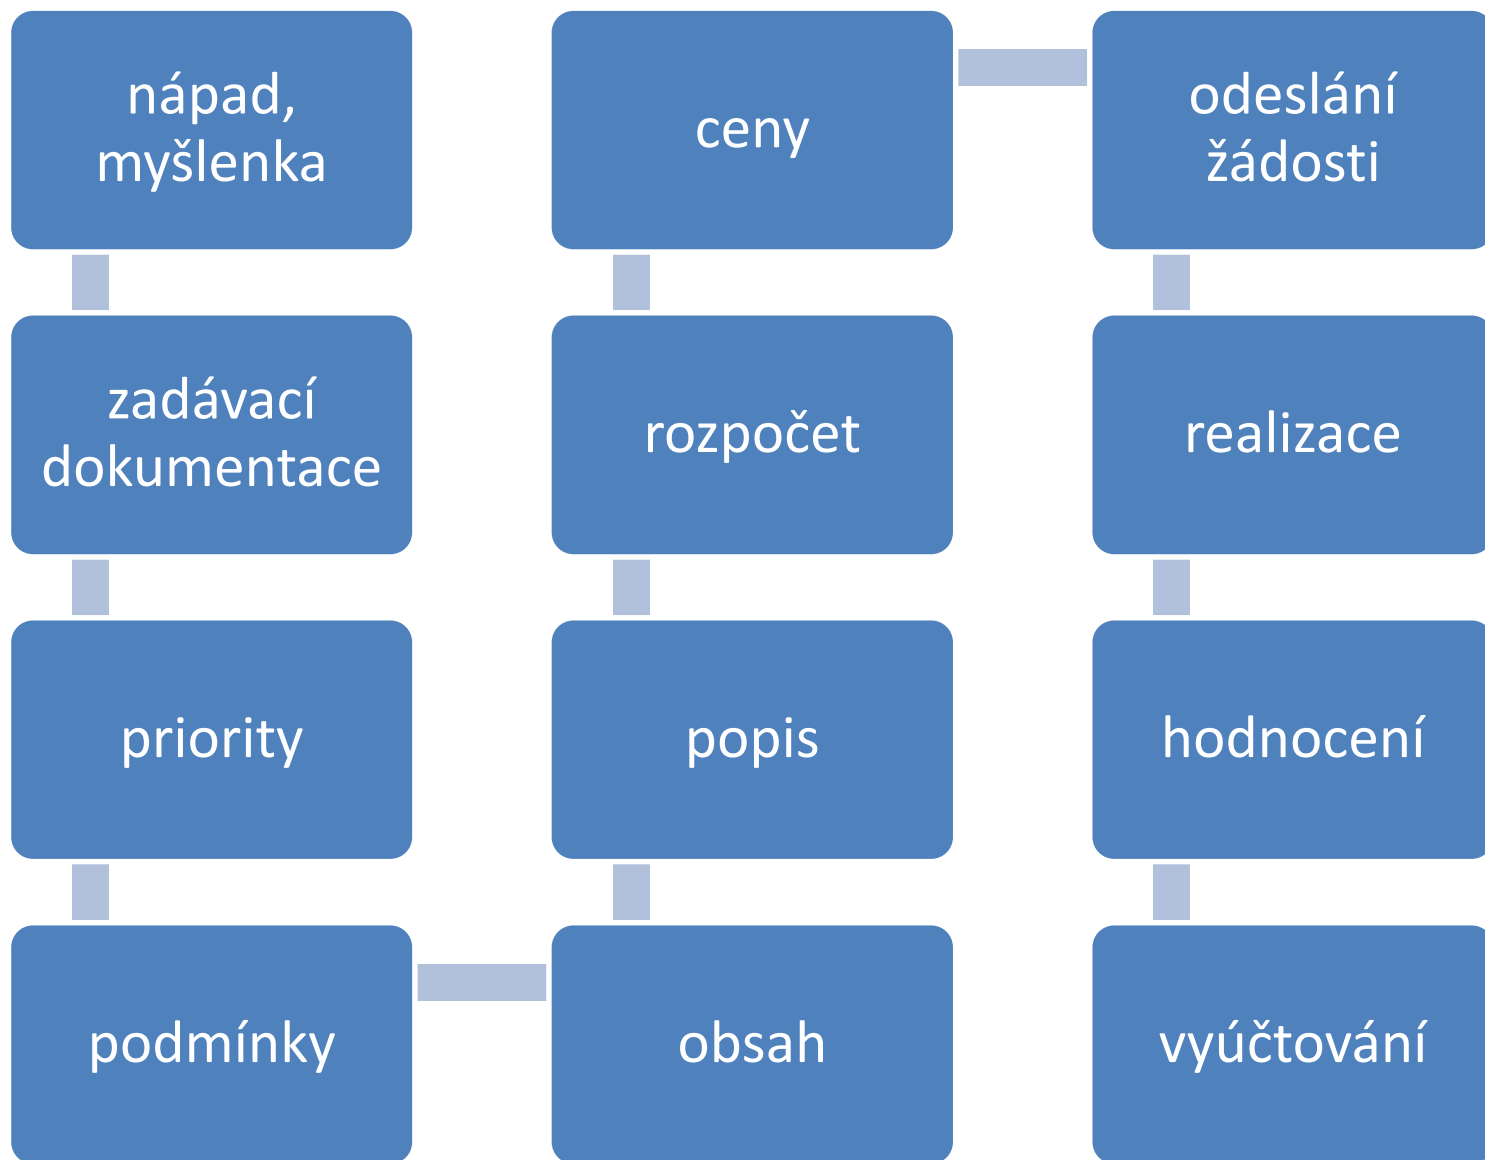 nápad,
myšlenka
zadávací
dokumentace
priority
podmínky
obsah
popis
rozpočet
ceny
odeslání
žádosti
realizace
hodnocení
vyúčtování